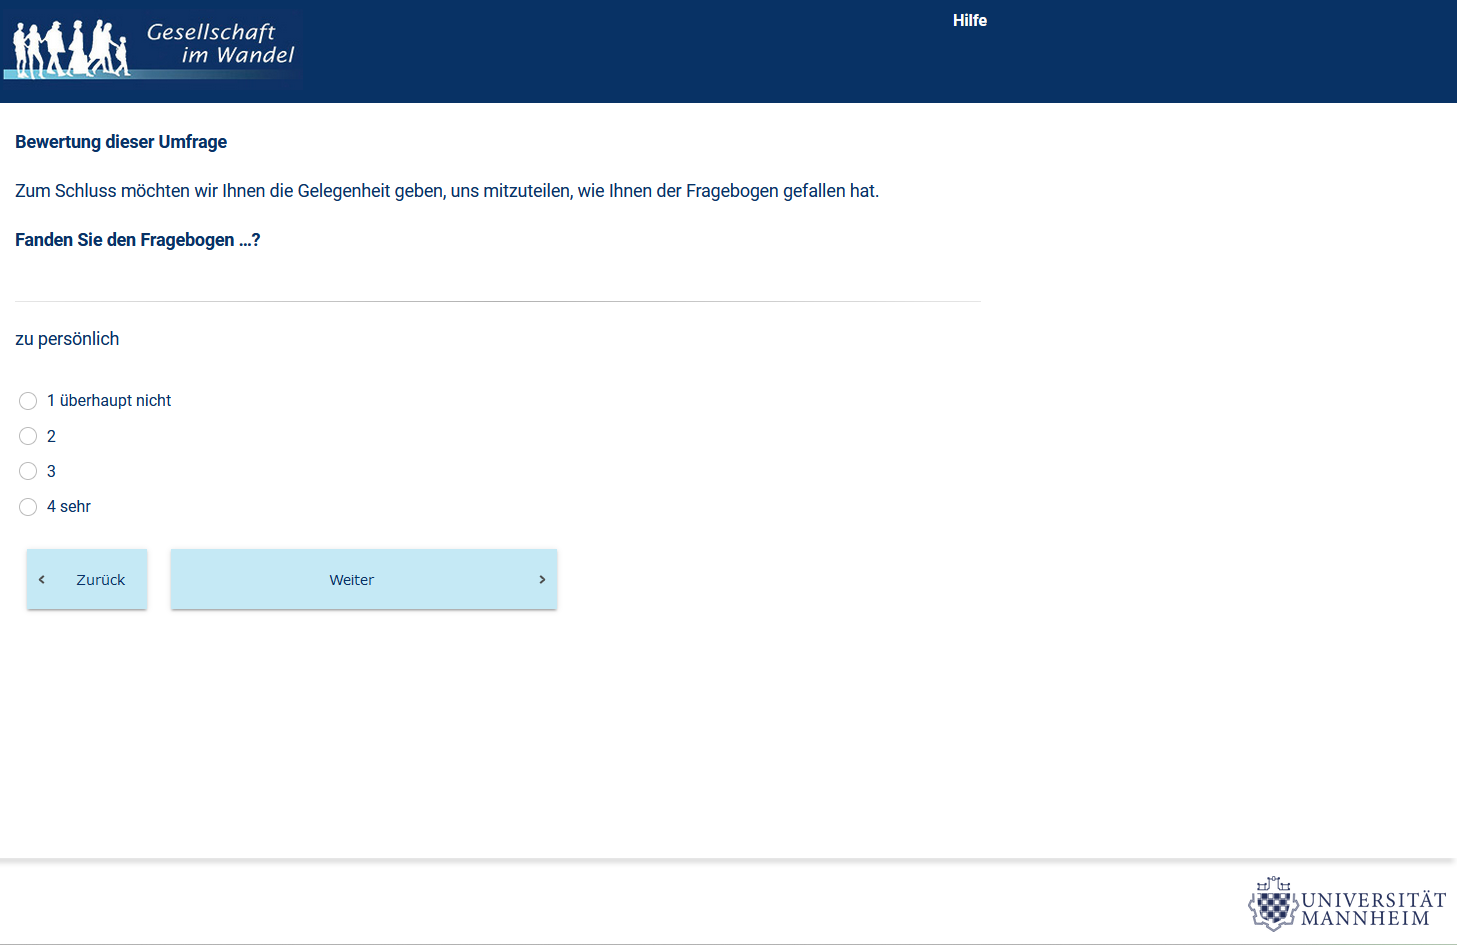 Gesellschaft
im Wandel
Hilfe
Bewertung dieser Umfrage
Zum Schluss möchten wir Ihnen die Gelegenheit geben, uns mitzuteilen, wie Ihnen der Fragebogen gefallen hat.
Fanden Sie den Fragebogen ...?
zu persönlich
1 überhaupt nicht
2
3
4 sehr
Zurück
Weiter
UNIVERSITÄT
MANNHEIM